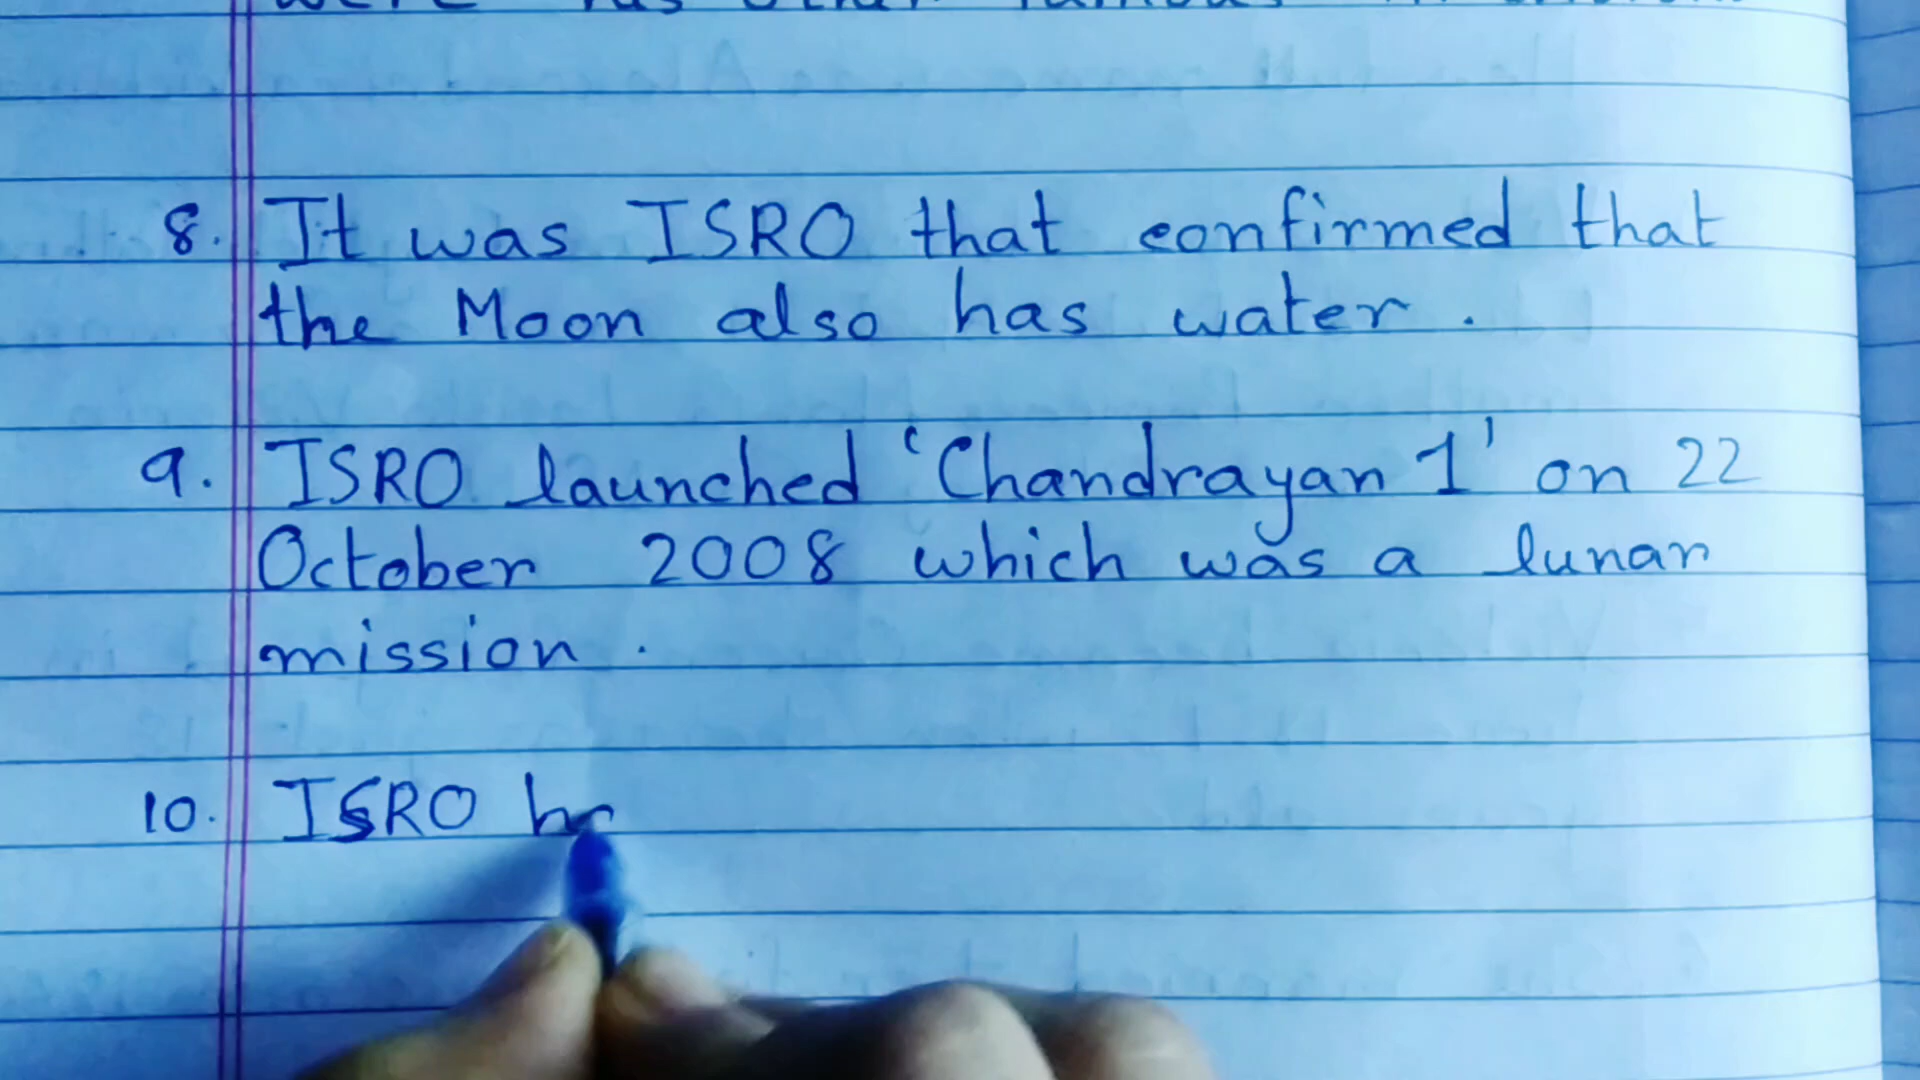 8. It was ISRO that confirmed that
the Moon also has water.
9. ISRO launched 'Chandrayan 1' on 22
October 2008 which was a lunar
mission.
10. ISRO